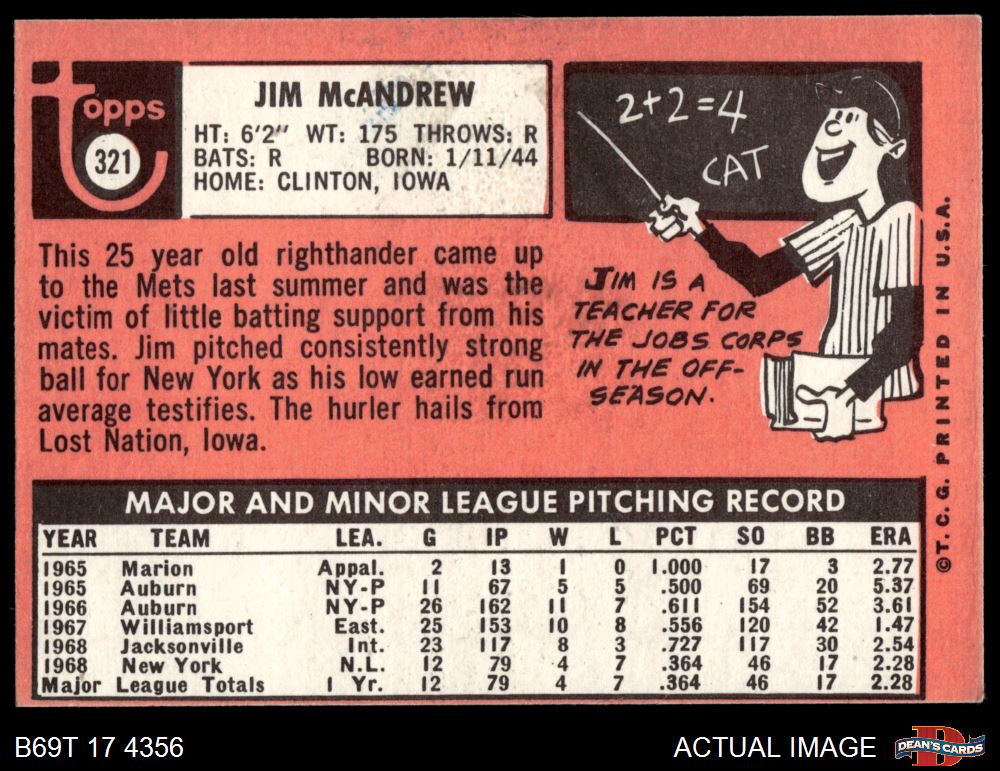 topps
321
JIM McANDREW
HT: 6'2" WT: 175 THROWS: R
BATS: R BORN: 1/11/44
HOME: CLINTON, IOWA
2+2=4
CAT
This 25 year old righthander came up
to the Mets last summer and was the
victim of little batting support from his
mates. Jim pitched consistently strong
ball for New York as his low earned run
average testifies. The hurler hails from
Lost Nation, Iowa.
JIM IS A
TEACHER FOR
THE JOBS CORPS
IN THE OFF-
SEASON.
©T. C. G. PRINTED IN U.S.A.
MAJOR AND MINOR LEAGUE PITCHING RECORD
YEAR TEAM LEA. G IP W L PCT SO BB ERA
1965 Marion Appal. 2 13 1 0 1.000 17 3 2.77
1965 Auburn NY-P 11 67 5 5 .500 69 20 5.37
1966 Auburn NY-P 26 162 11 7 .611 154 52 3.61
1967 Williamsport East. 25 153 10 8 .556 120 42 1.47
1968 Jacksonville Int. 23 117 8 3 .727 117 30 2.54
1968 New York N.L. 12 79 4 7 .364 46 17 2.28
Major League Totals 1 Yr. 12 79 4 7 .364 46 17 2.28
B69T 17 4356
ACTUAL IMAGE
D
DEAN'S CARDS